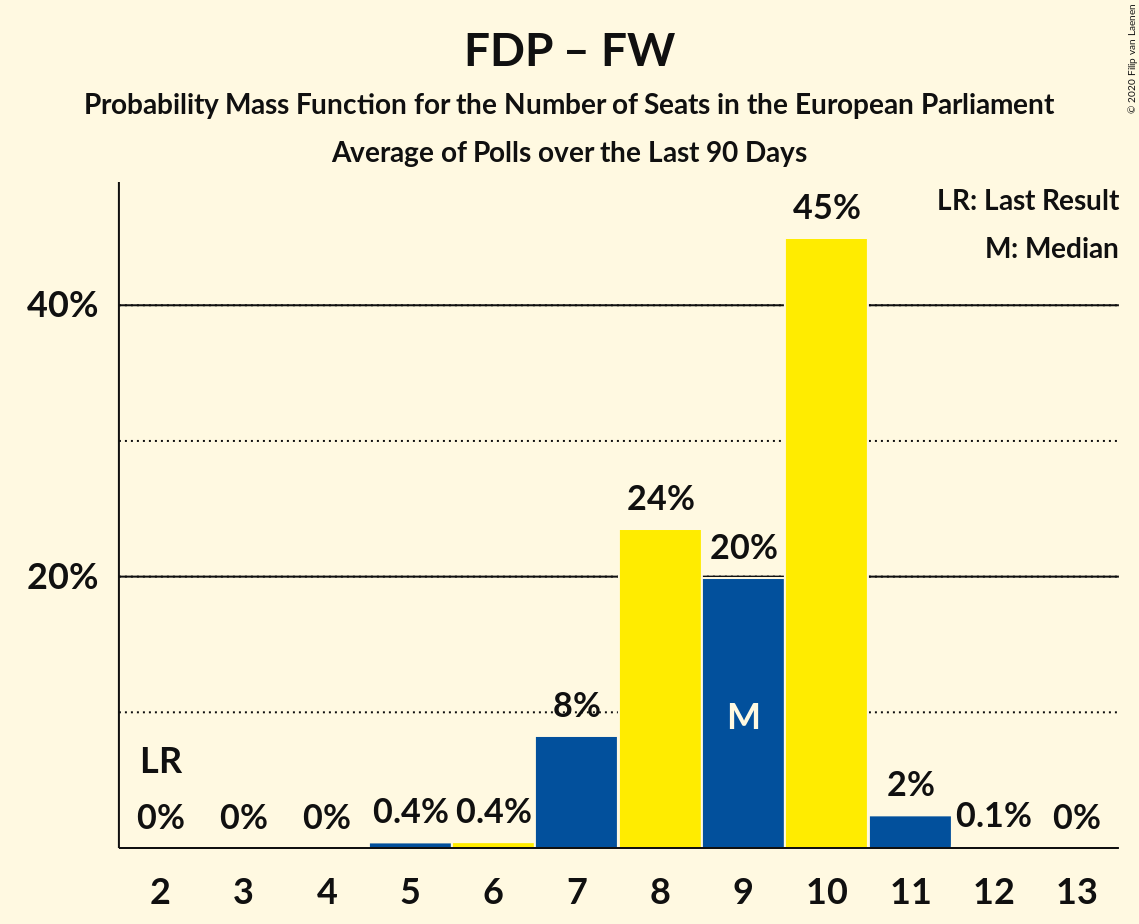 FDP – FW
Probability Mass Function for the Number of Seats in the European Parliament
Average of Polls over the Last 90 Days
© 2020 Filip van Laenen
LR: Last Result
M: Median
45%
40%
24%
20%
20%
8%
M
LR
0% 0% 0% 0.4% 0.4% 2% 0.1% 0%
2 3 4 5 6 7 8 9 10 11 12 13